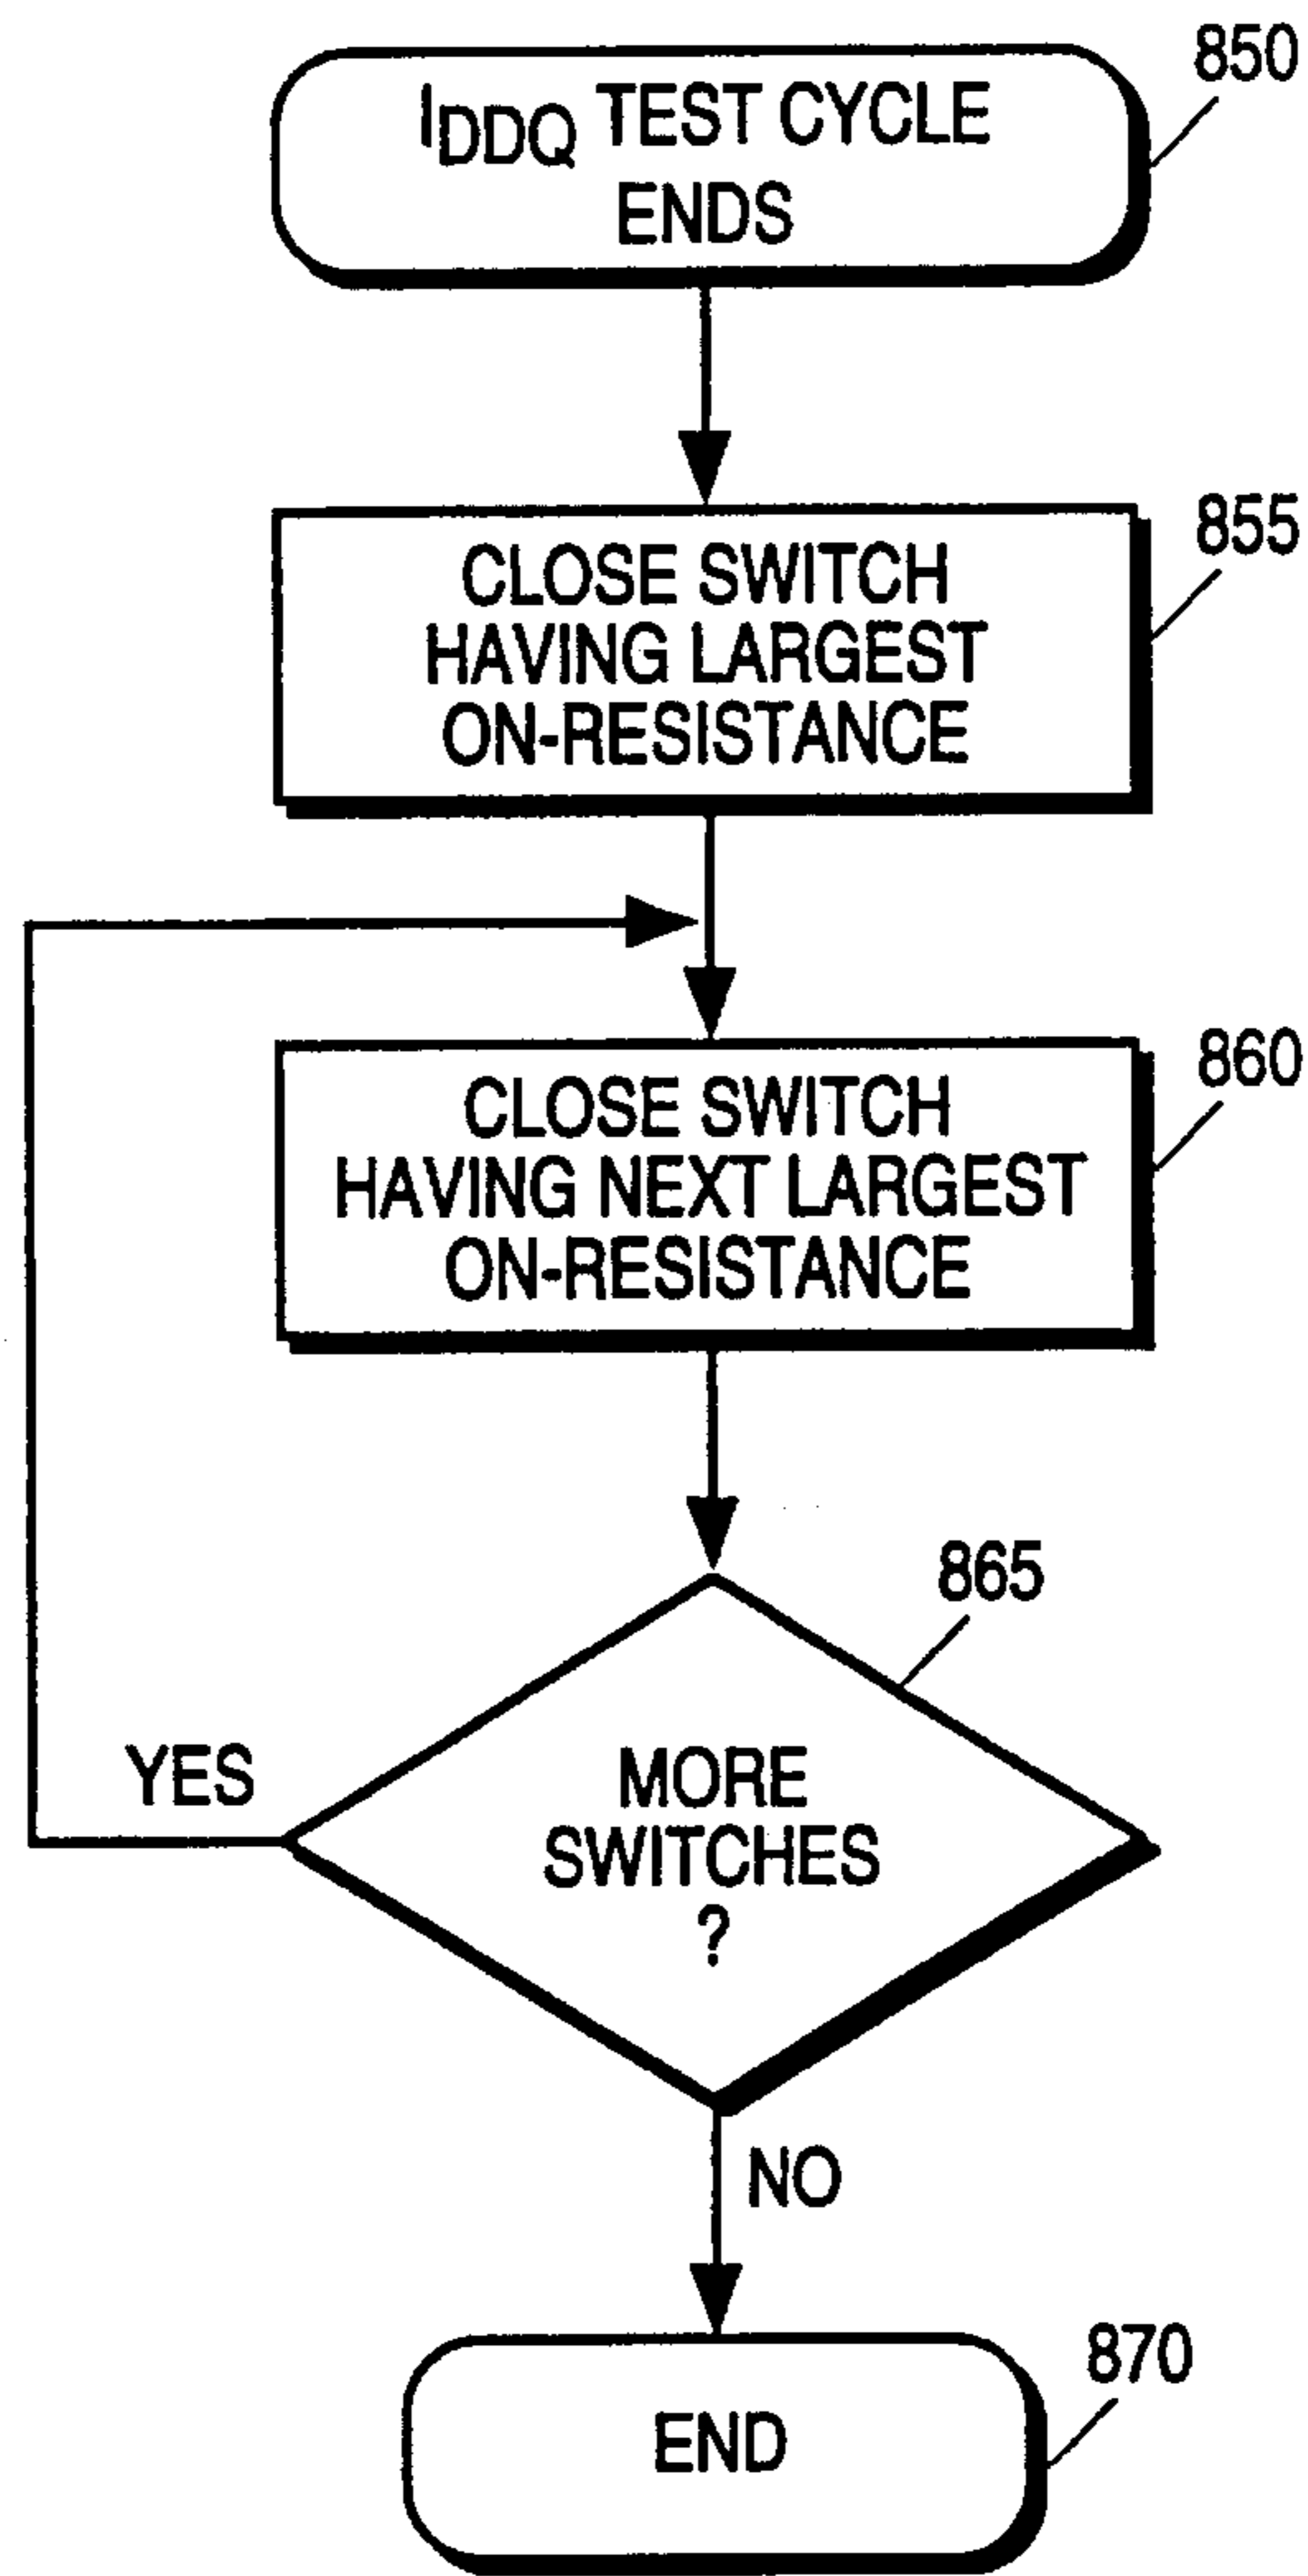 850
I_DDQ TEST CYCLE
ENDS
855
CLOSE SWITCH
HAVING LARGEST
ON-RESISTANCE
860
CLOSE SWITCH
HAVING NEXT LARGEST
ON-RESISTANCE
865
MORE
SWITCHES
?
YES
NO
870
END